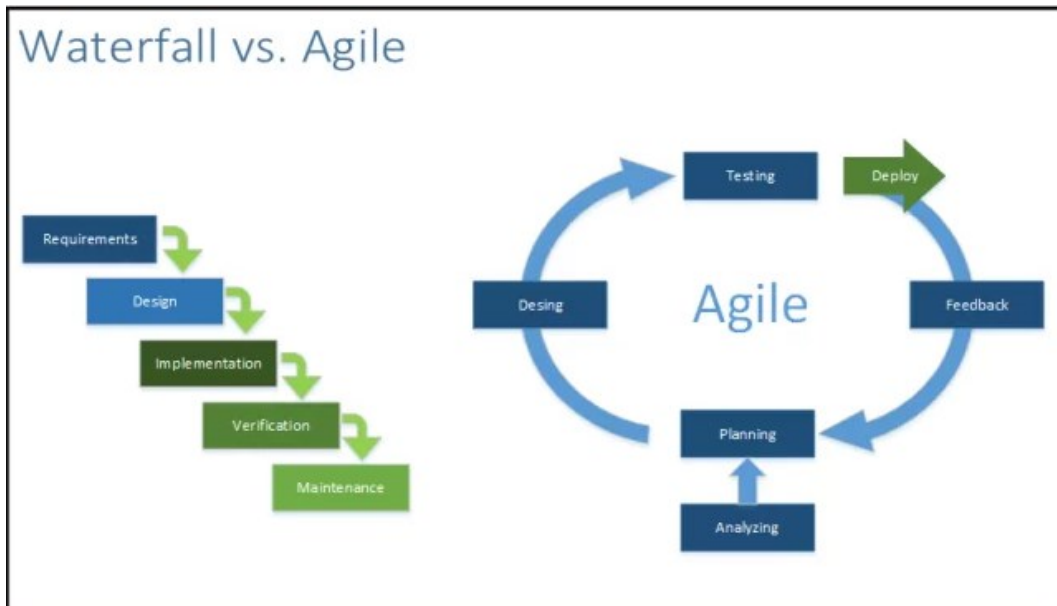 Waterfall vs. Agile
Requirements
Design
Implementation
Verification
Maintenance
Testing
Deploy
Desing
Agile
Feedback
Planning
Analyzing